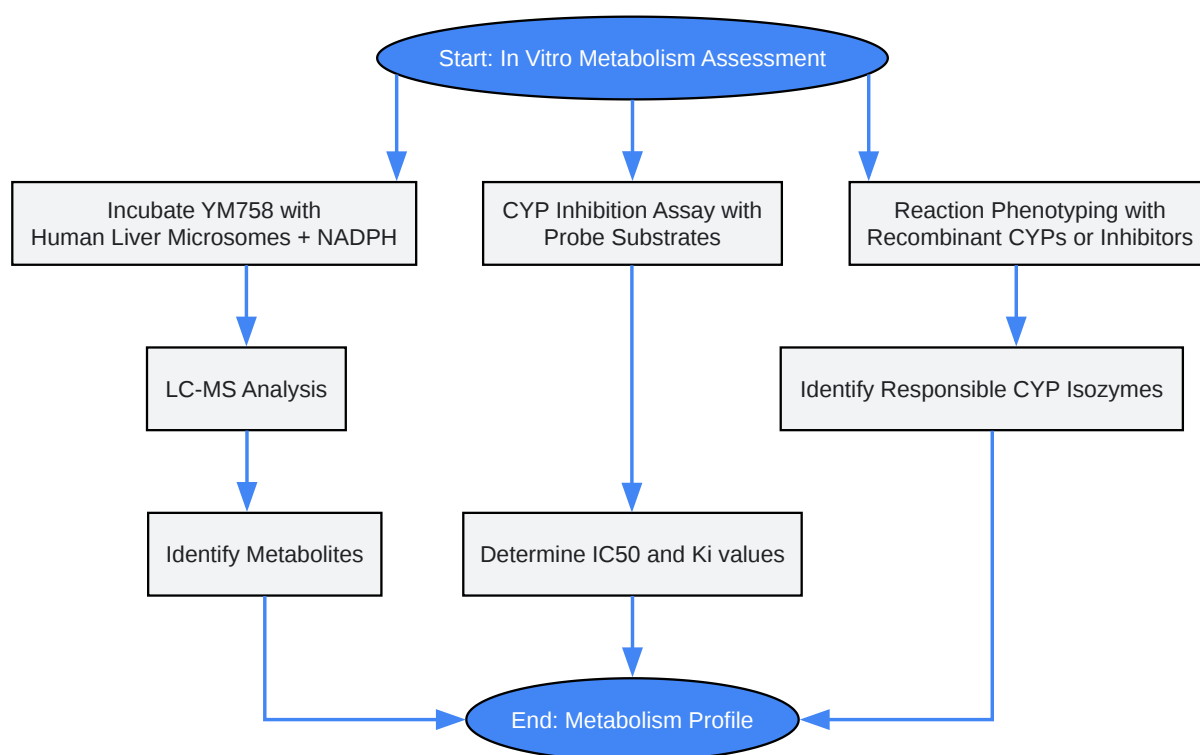 Start: In Vitro Metabolism Assessment
Incubate YM758 with
Human Liver Microsomes + NADPH
CYP Inhibition Assay with
Probe Substrates
Reaction Phenotyping with
Recombinant CYPs or Inhibitors
LC-MS Analysis
Identify Responsible CYP Isozymes
Identify Metabolites
Determine IC50 and Ki values
End: Metabolism Profile